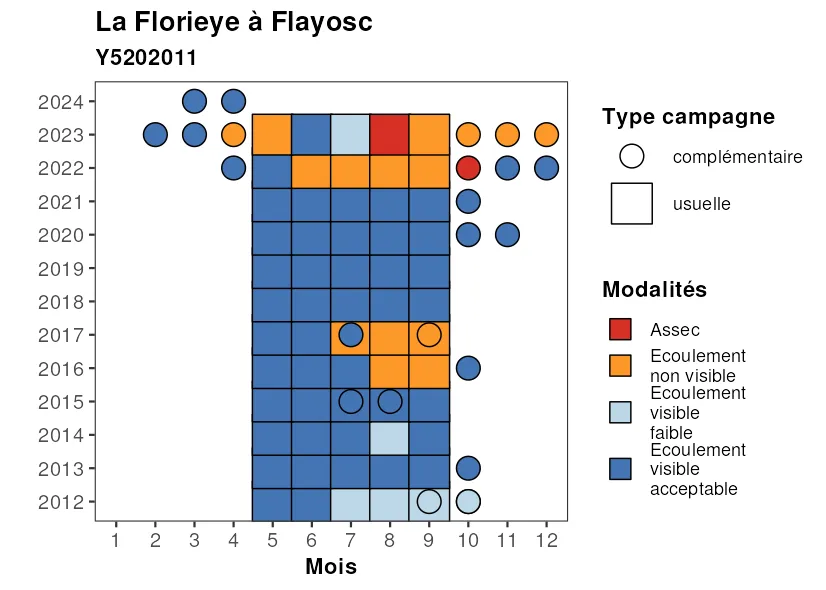 La Florieye à Flayosc
Y5202011
2024
2023
2022
2021
2020
2019
2018
2017
2016
2015
2014
2013
2012
1 2 3 4 5 6 7 8 9 10 11 12
Mois
Type campagne
complémentaire
usuelle
Modalités
Assec
Ecoulement
non visible
Ecoulement
visible
faible
Ecoulement
visible
acceptable